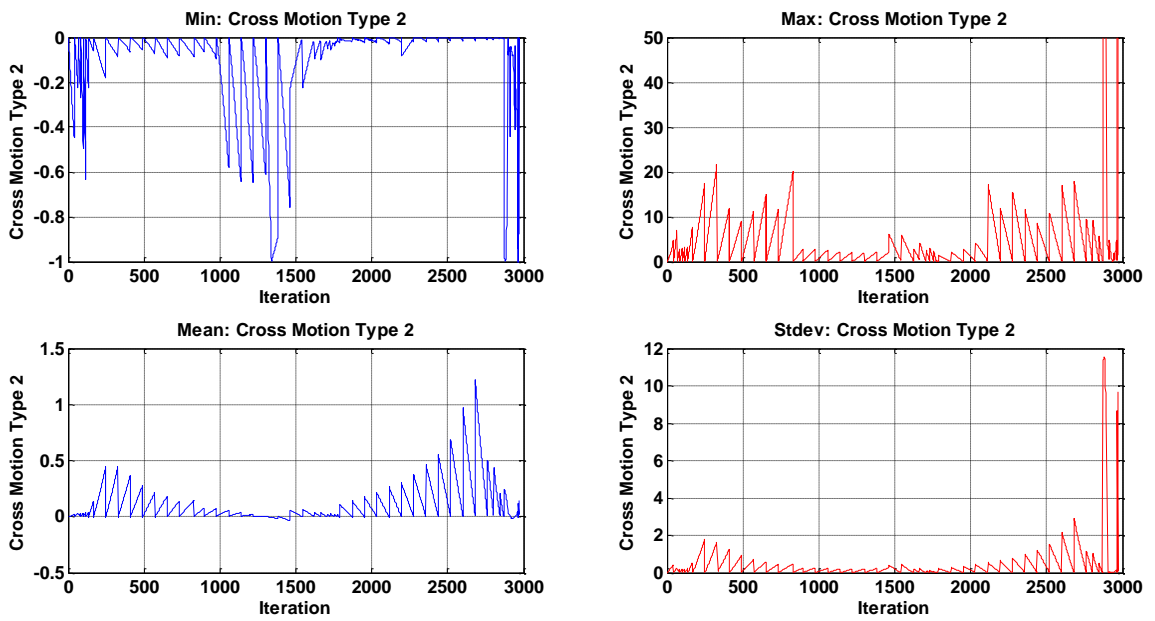 Min: Cross Motion Type 2
Cross Motion Type 2
0
-0.2
-0.4
-0.6
-0.8
-1
0 500 1000 1500 2000 2500 3000
Iteration
Max: Cross Motion Type 2
Cross Motion Type 2
50
40
30
20
10
0
0 500 1000 1500 2000 2500 3000
Iteration
Mean: Cross Motion Type 2
Cross Motion Type 2
1.5
1
0.5
0
-0.5
0 500 1000 1500 2000 2500 3000
Iteration
Stdev: Cross Motion Type 2
Cross Motion Type 2
12
10
8
6
4
2
0
0 500 1000 1500 2000 2500 3000
Iteration